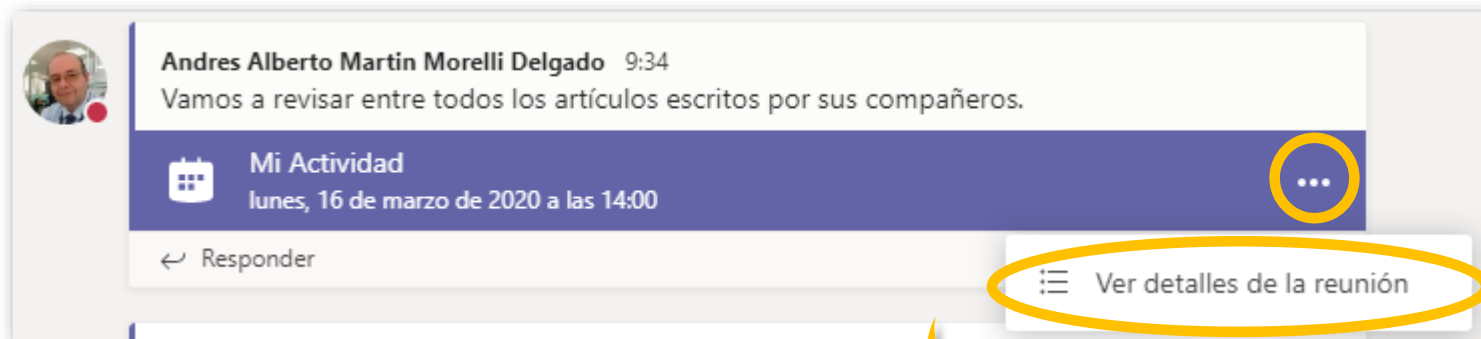 Andres Alberto Martin Morelli Delgado 9:34
Vamos a revisar entre todos los artículos escritos por sus compañeros.
Mi Actividad
lunes, 16 de marzo de 2020 a las 14:00
Responder
Ver detalles de la reunión